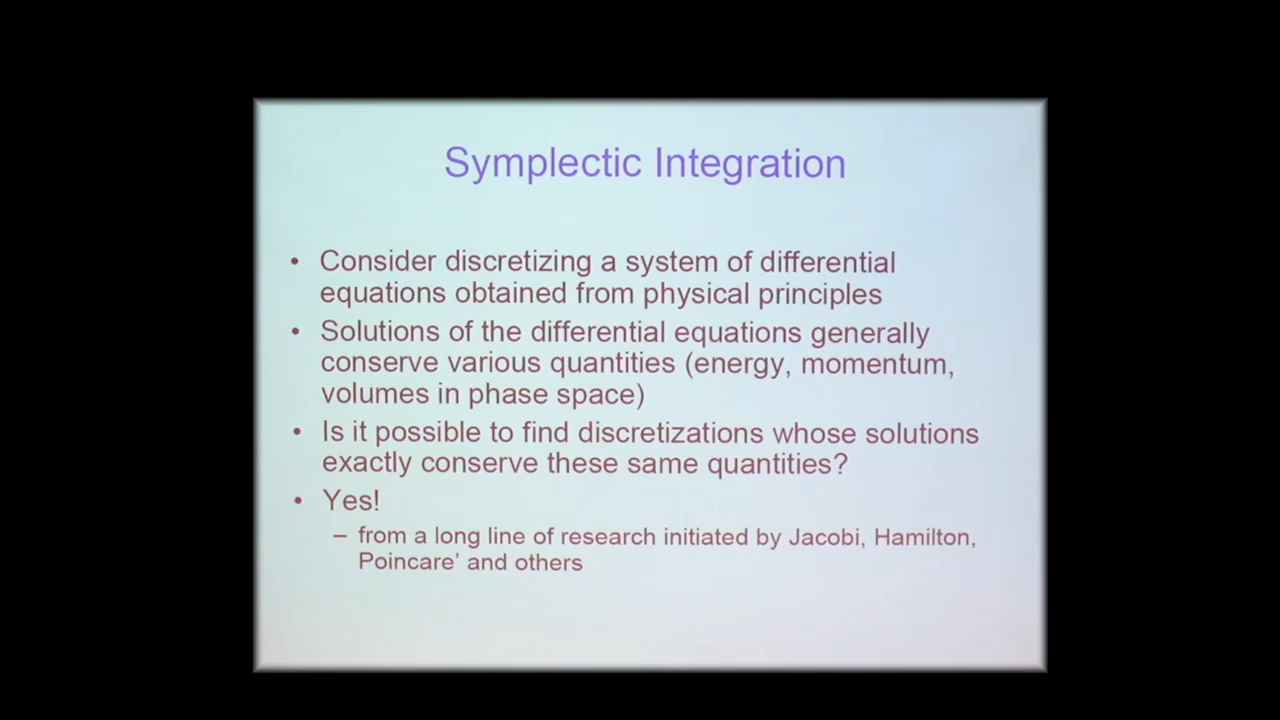 Symplectic Integration
• Consider discretizing a system of differential
equations obtained from physical principles
• Solutions of the differential equations generally
conserve various quantities (energy, momentum,
volumes in phase space)
• Is it possible to find discretizations whose solutions
exactly conserve these same quantities?
• Yes!
– from a long line of research initiated by Jacobi, Hamilton,
Poincare' and others